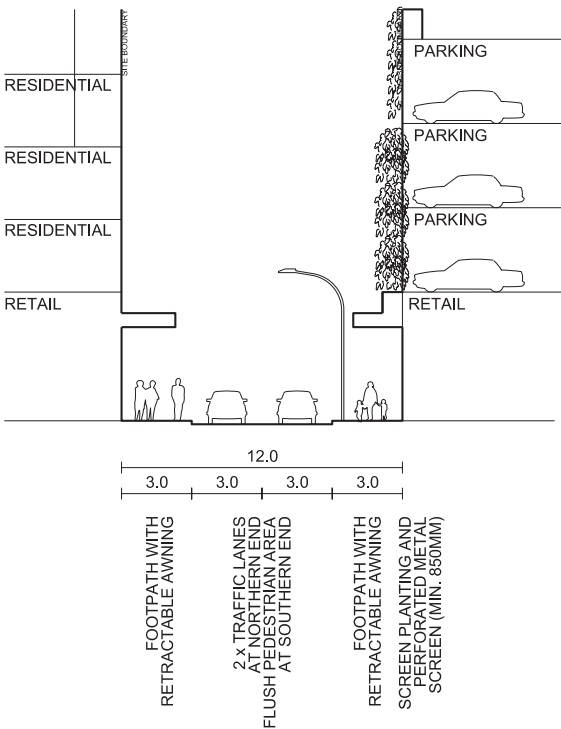 SITE BOUNDARY
PARKING
RESIDENTIAL
PARKING
RESIDENTIAL
PARKING
RESIDENTIAL
RETAIL
RETAIL
12.0
3.0 3.0 3.0 3.0
FOOTPATH WITH
RETRACTABLE AWNING
2 x TRAFFIC LANES
AT NORTHERN END
FLUSH PEDESTRIAN AREA
AT SOUTHERN END
FOOTPATH WITH
RETRACTABLE AWNING
SCREEN PLANTING AND
PERFORATED METAL
SCREEN (MIN. 850MM)